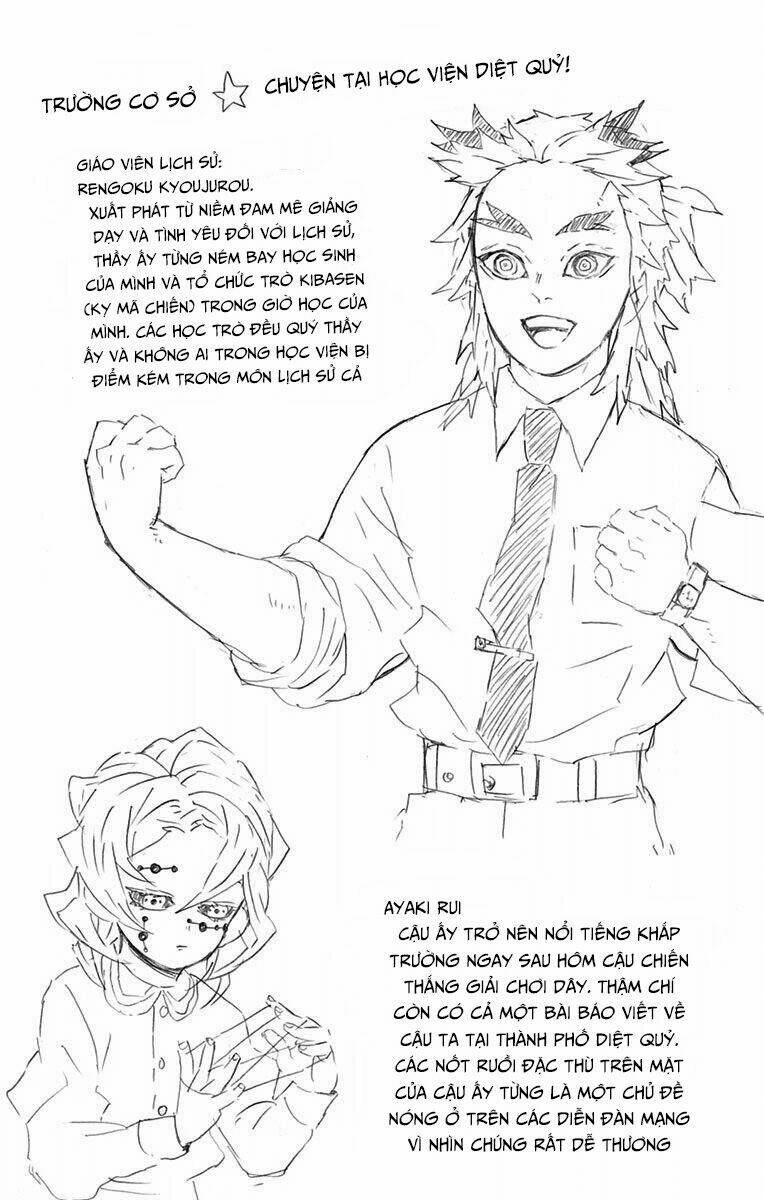 TRƯỜNG CƠ SỞ ☆ CHUYỆN TẠI HỌC VIỆN DIỆT QUỶ!
GIÁO VIÊN LỊCH SỬ:
RENGOKU KYOUJUROU.
XUẤT PHÁT TỪ NIỀM ĐAM MÊ GIẢNG
DẠY VÀ TÌNH YÊU ĐỐI VỚI LỊCH SỬ,
THẦY ẤY TỪNG NÉM BAY HỌC SINH
CỦA MÌNH VÀ TỔ CHỨC TRÒ KIBASEN
(KỴ MÃ CHIẾN) TRONG GIỜ HỌC CỦA
MÌNH. CÁC HỌC TRÒ ĐỀU QUÝ THẦY
ẤY VÀ KHÔNG AI TRONG HỌC VIỆN BỊ
ĐIỂM KÉM TRONG MÔN LỊCH SỬ CẢ
AYAKI RUI
CẬU ẤY TRỞ NÊN NỔI TIẾNG KHẮP
TRƯỜNG NGAY SAU HÔM CẬU CHIẾN
THẮNG GIẢI CHƠI DÂY. THẬM CHÍ
CÒN CÓ CẢ MỘT BÀI BÁO VIẾT VỀ
CẬU TA TẠI THÀNH PHỐ DIỆT QUỶ.
CÁC NỐT RUỒI ĐẶC THÙ TRÊN MẶT
CỦA CẬU ẤY TỪNG LÀ MỘT CHỦ ĐỀ
NÓNG Ở TRÊN CÁC DIỄN ĐÀN MẠNG
VÌ NHÌN CHÚNG RẤT DỄ THƯƠNG